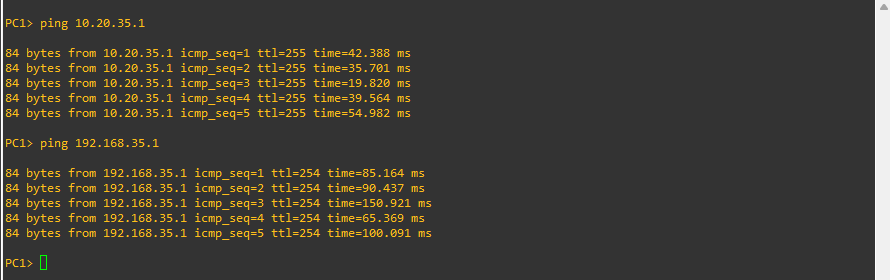 PC1> ping 10.20.35.1
84 bytes from 10.20.35.1 icmp_seq=1 ttl=255 time=42.388 ms
84 bytes from 10.20.35.1 icmp_seq=2 ttl=255 time=35.701 ms
84 bytes from 10.20.35.1 icmp_seq=3 ttl=255 time=19.820 ms
84 bytes from 10.20.35.1 icmp_seq=4 ttl=255 time=39.564 ms
84 bytes from 10.20.35.1 icmp_seq=5 ttl=255 time=54.982 ms
PC1> ping 192.168.35.1
84 bytes from 192.168.35.1 icmp_seq=1 ttl=254 time=85.164 ms
84 bytes from 192.168.35.1 icmp_seq=2 ttl=254 time=90.437 ms
84 bytes from 192.168.35.1 icmp_seq=3 ttl=254 time=150.921 ms
84 bytes from 192.168.35.1 icmp_seq=4 ttl=254 time=65.369 ms
84 bytes from 192.168.35.1 icmp_seq=5 ttl=254 time=100.091 ms
PC1>